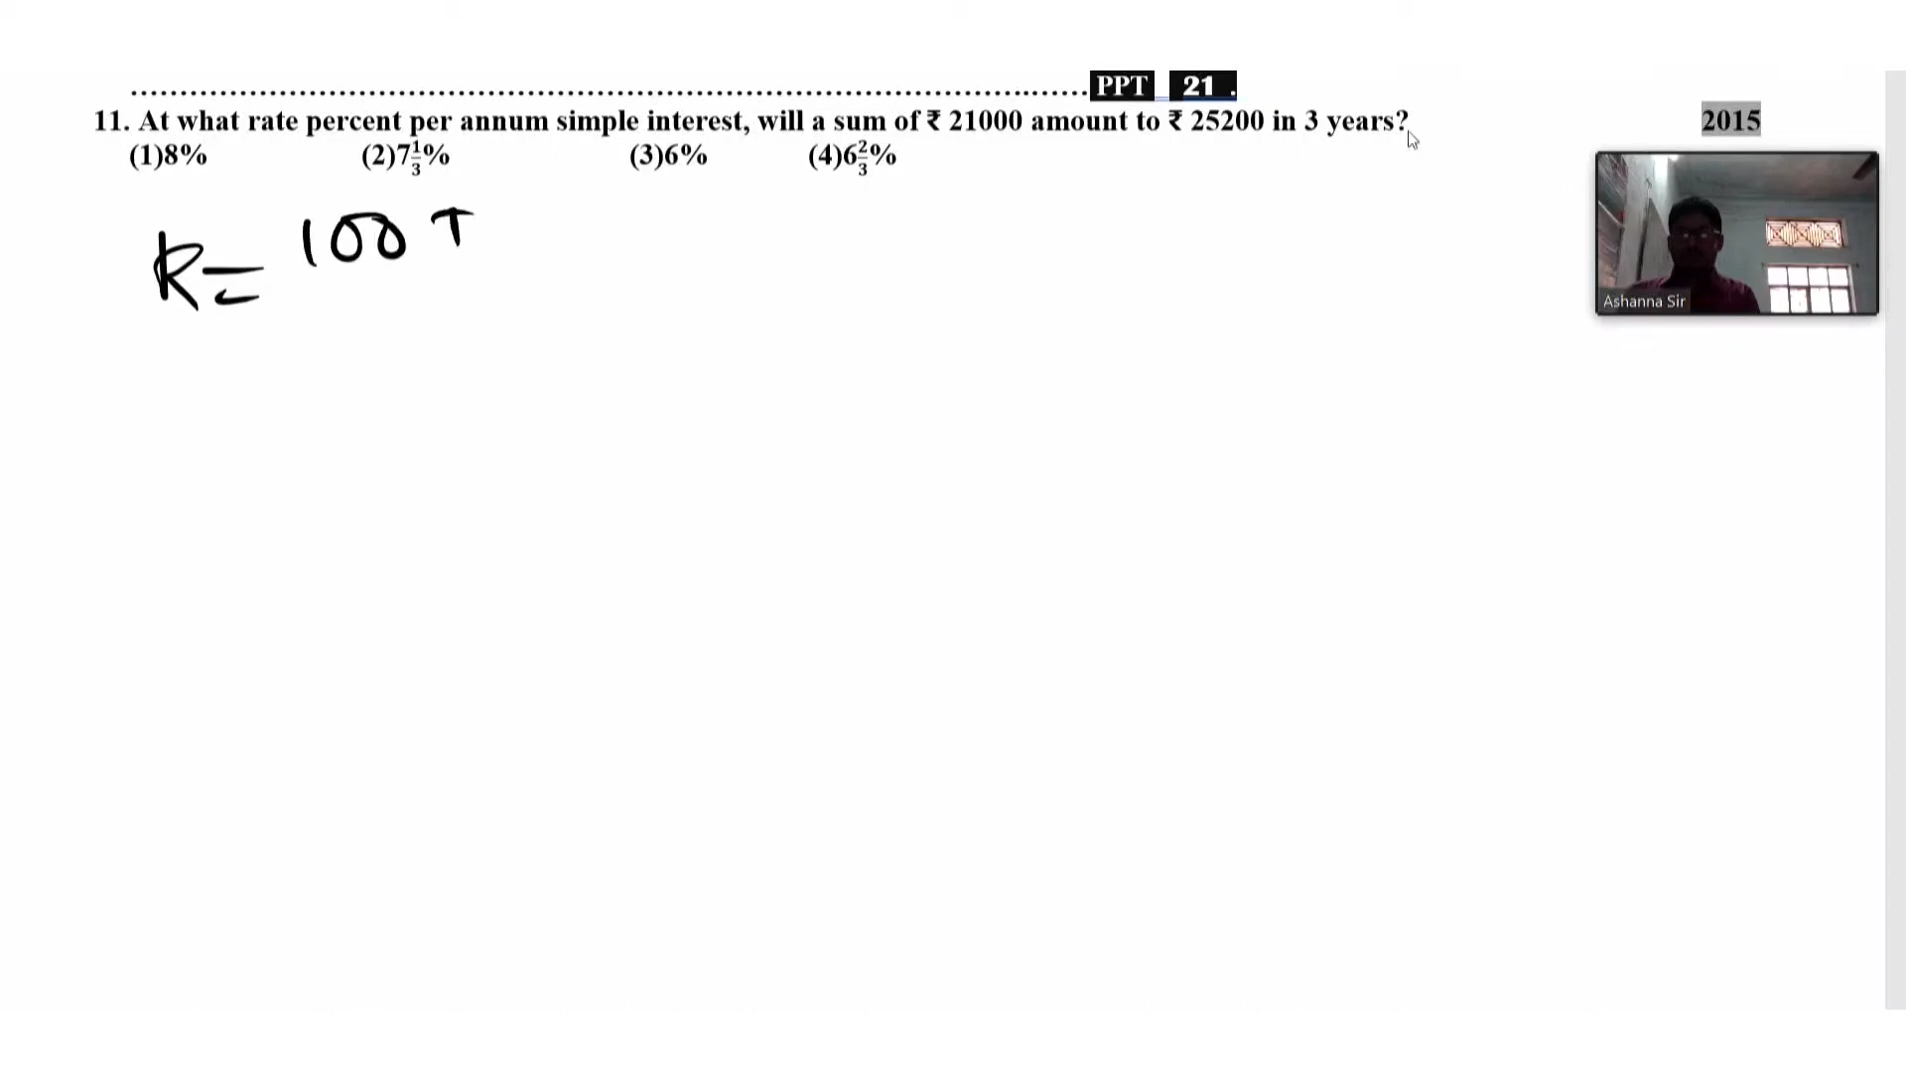 PPT 21 .
11. At what rate percent per annum simple interest, will a sum of ₹ 21000 amount to ₹ 25200 in 3 years? 2015
(1)8% (2)7⅓% (3)6% (4)6⅔%
R= 100 T
Ashanna Sir